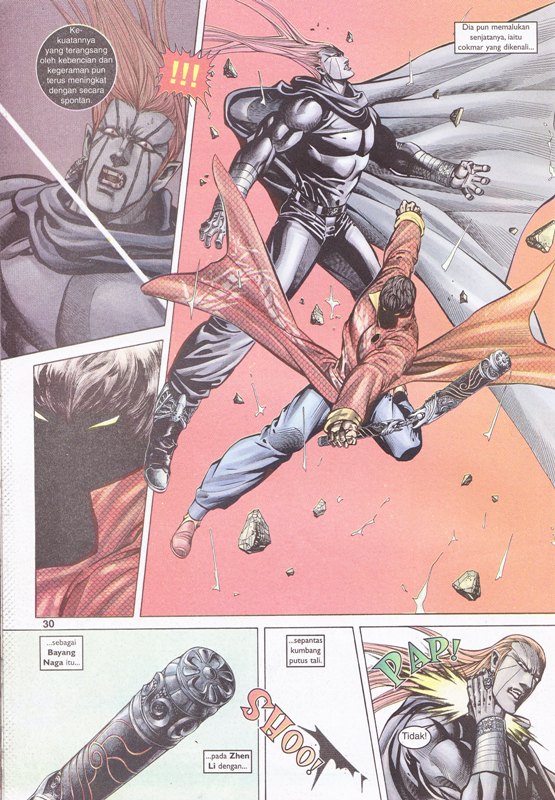 Ke-
kuatannya
yang terangsang
oleh kebencian dan
kegeraman pun
terus meningkat
dengan secara
spontan.
!!!
Dia pun memalukan
senjatanya, iaitu
cokmar yang dikenali...
30
...sebagai
Bayang
Naga itu...
...pada Zhen
Li dengan...
...sepantas
kumbang
putus tali.
SHOO!
PAP!
Tidak!